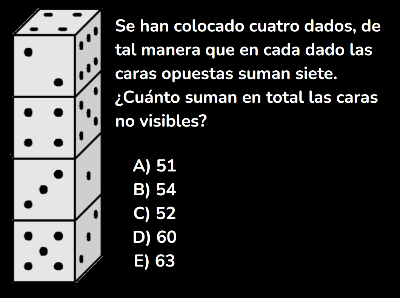 Se han colocado cuatro dados, de
tal manera que en cada dado las
caras opuestas suman siete.
¿Cuánto suman en total las caras
no visibles?
A) 51
B) 54
C) 52
D) 60
E) 63